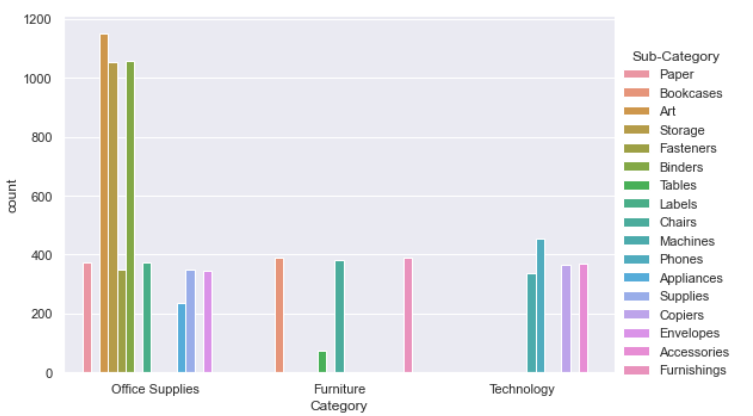 1200
1000
800
600
400
200
0
count
Office Supplies
Furniture
Technology
Category
Sub-Category
Paper
Bookcases
Art
Storage
Fasteners
Binders
Tables
Labels
Chairs
Machines
Phones
Appliances
Supplies
Copiers
Envelopes
Accessories
Furnishings